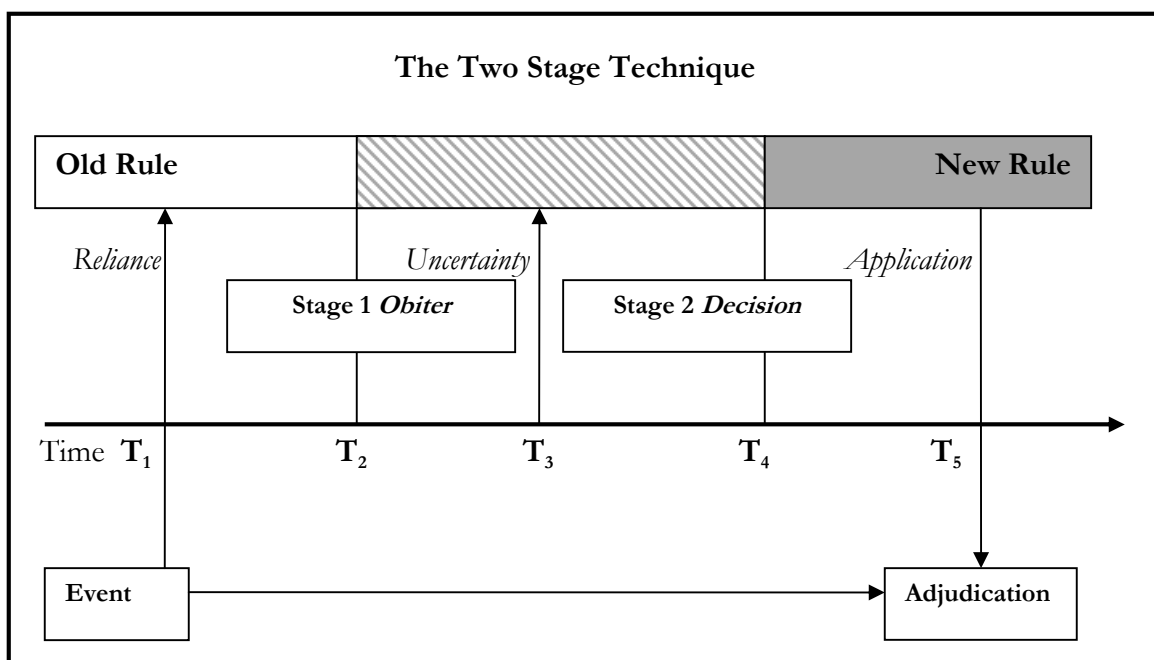 The Two Stage Technique
Old Rule New Rule
Reliance Uncertainty Application
Stage 1 Obiter Stage 2 Decision
Time T₁ T₂ T₃ T₄ T₅
Event Adjudication